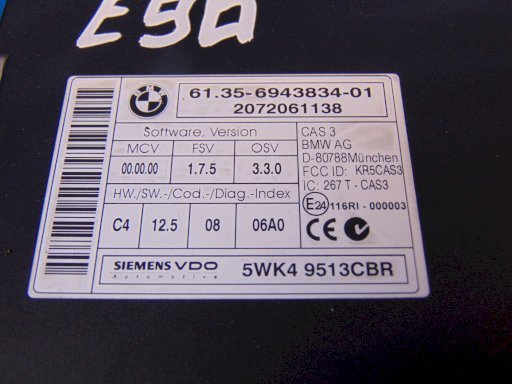 E90
BMW
61.35-6943834-01
2072061138
Software, Version
MCV FSV OSV
00.00.00 1.7.5 3.3.0
HW./SW.-/Cod.-/Diag.-Index
C4 12.5 08 06A0
CAS 3
BMW AG
D-80788München
FCC ID: KR5CAS3
IC: 267 T - CAS3
E24 116RI - 000003
CE
SIEMENS VDO
Automotive
5WK4 9513CBR